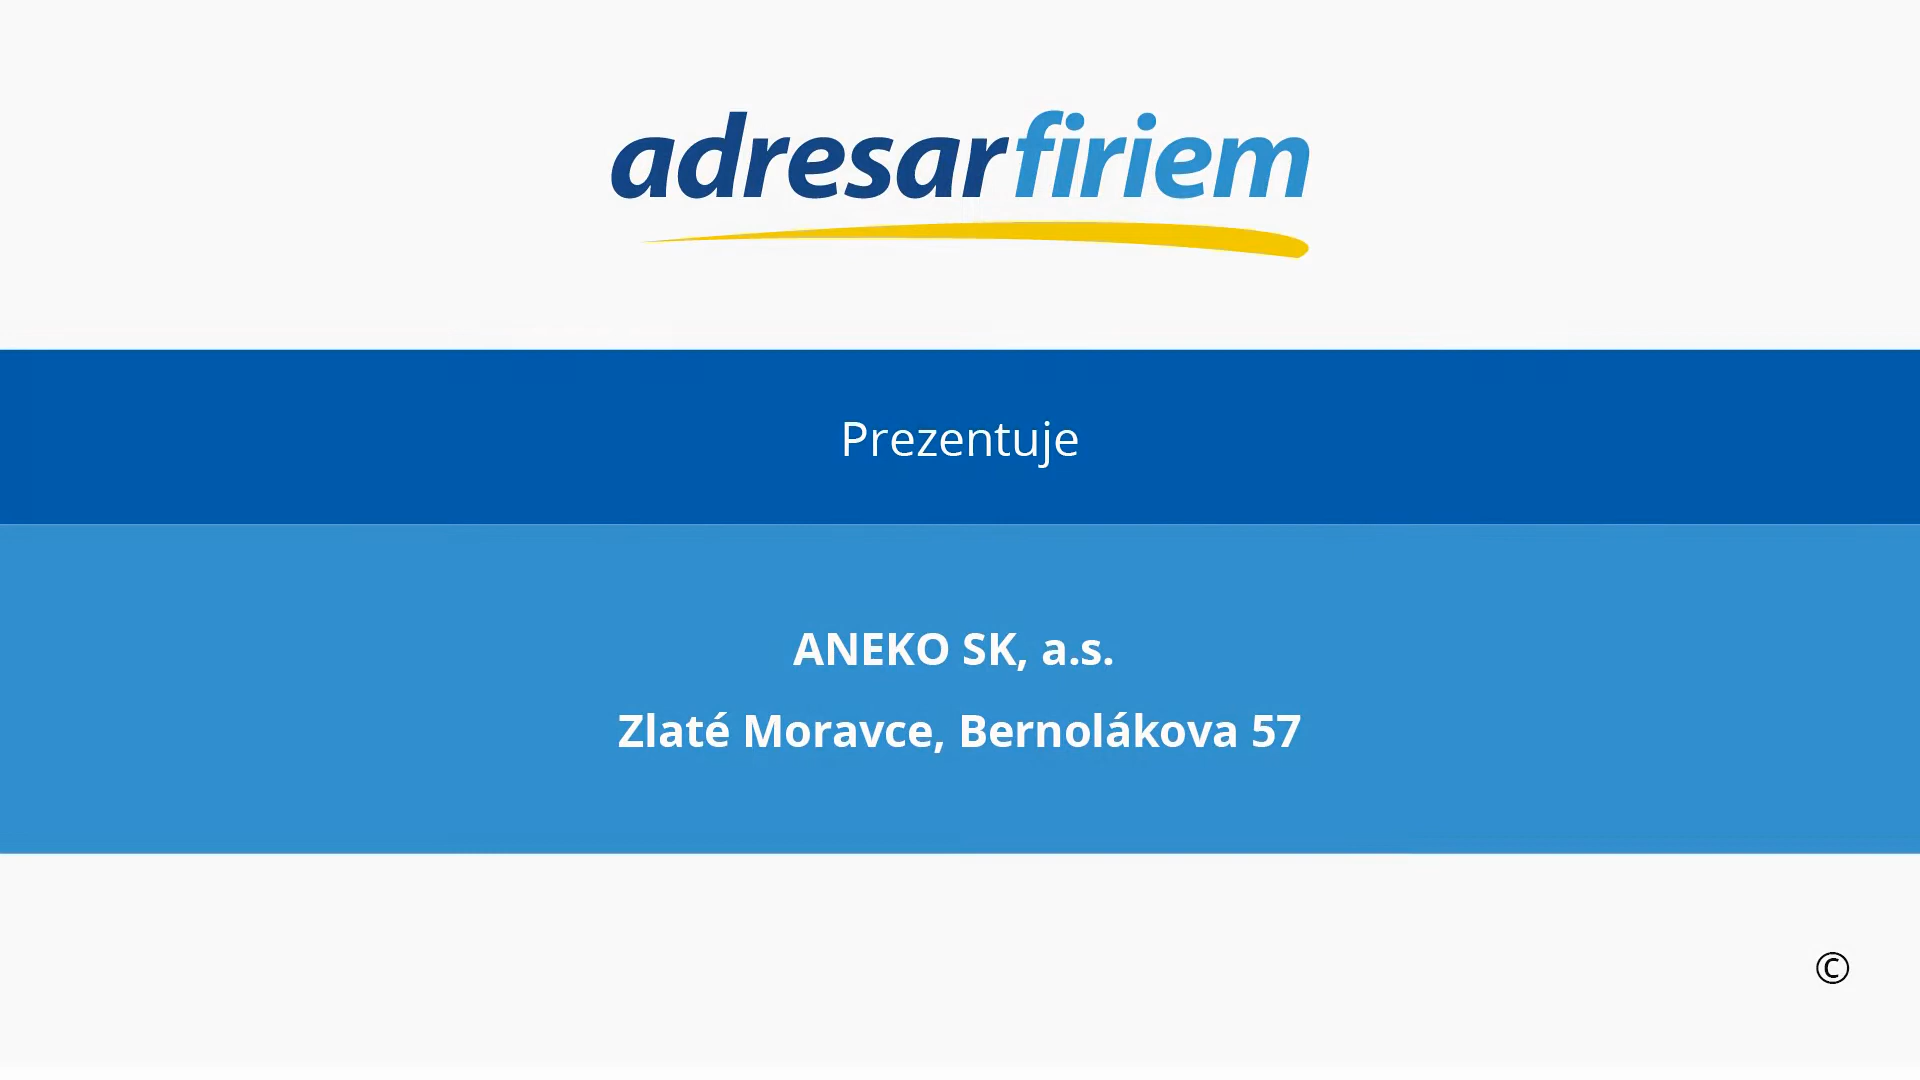 adresarfiriem
Prezentuje
ANEKO SK, a.s.
Zlaté Moravce, Bernolákova 57
©